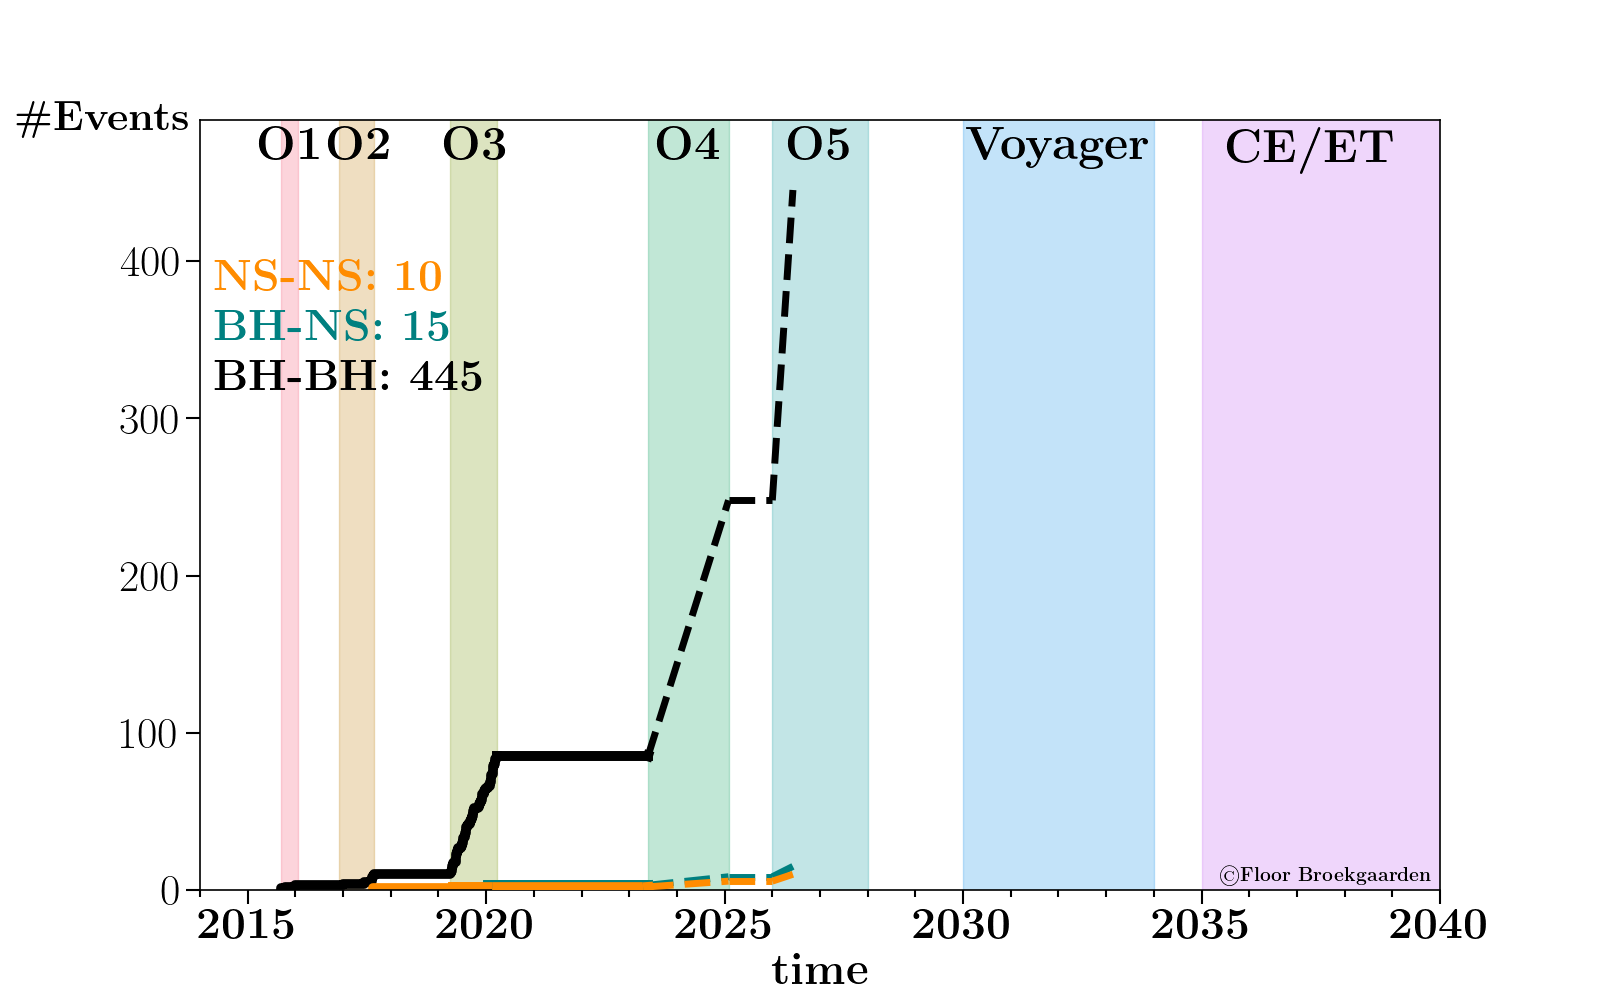 #Events
O1 O2 O3 O4 O5 Voyager CE/ET
400
NS-NS: 10
BH-NS: 15
BH-BH: 445
300
200
100
0
©Floor Broekgaarden
2015 2020 2025 2030 2035 2040
time